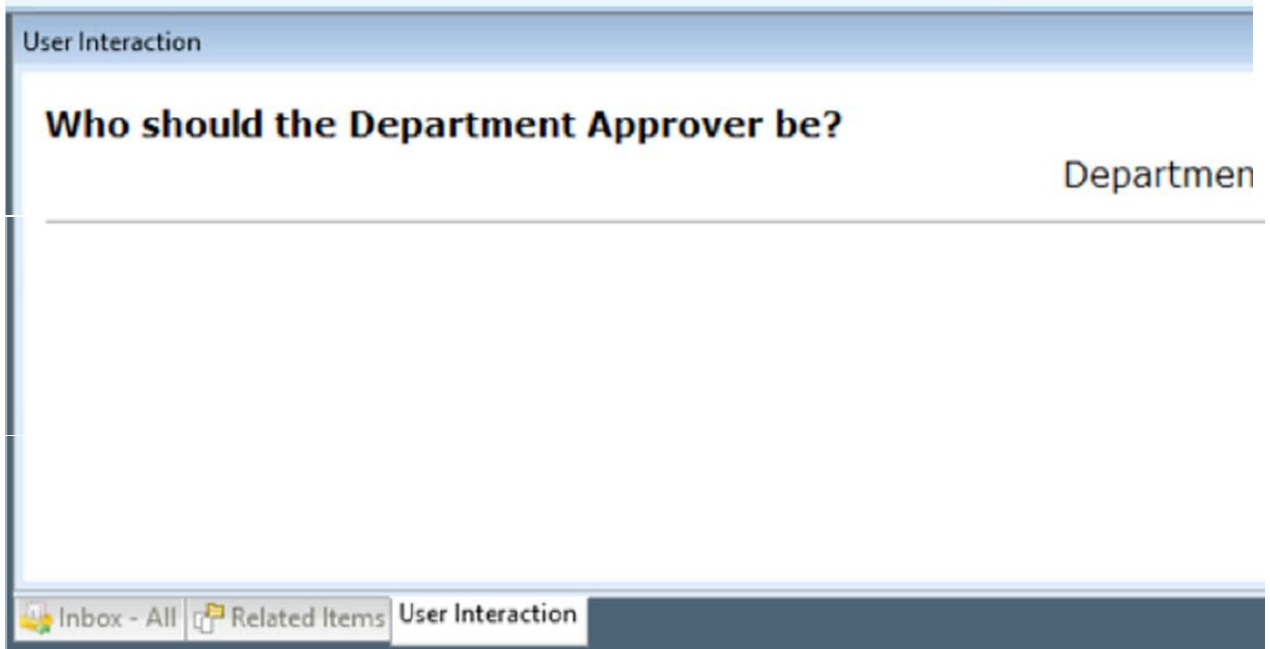 User Interaction
Who should the Department Approver be?
Departmen
Inbox - All Related Items User Interaction